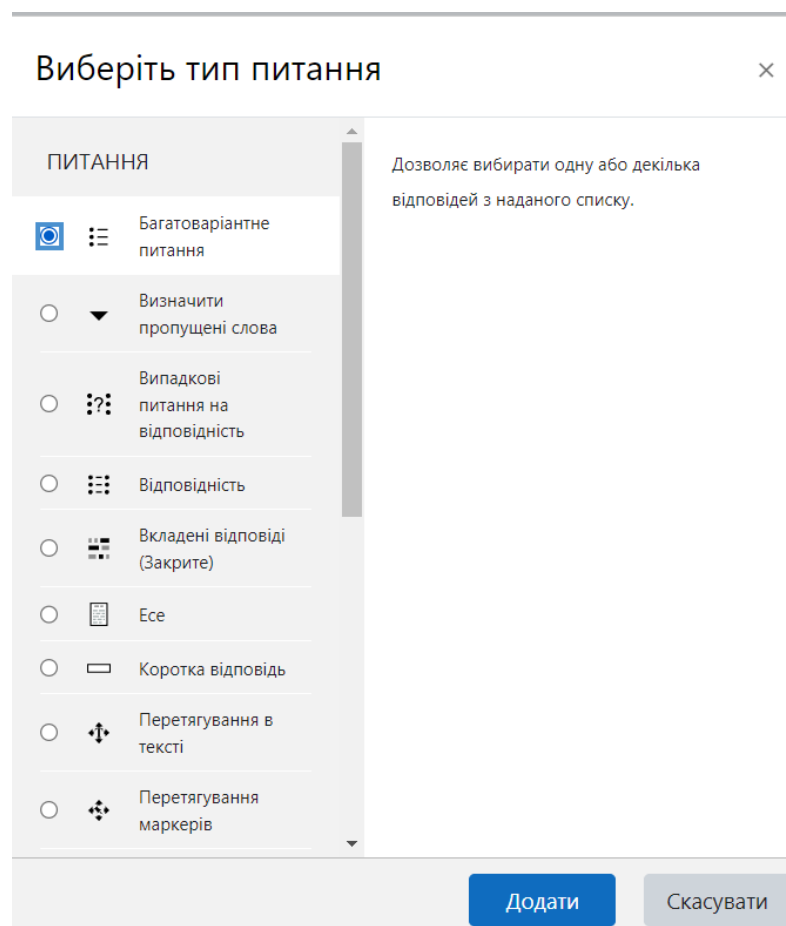 Виберіть тип питання
ПИТАННЯ
Дозволяє вибирати одну або декілька
відповідей з наданого списку.
Багатоваріантне
питання
Визначити
пропущені слова
Випадкові
питання на
відповідність
Відповідність
Вкладені відповіді
(Закрите)
Есе
Коротка відповідь
Перетягування в
тексті
Перетягування
маркерів
Додати
Скасувати